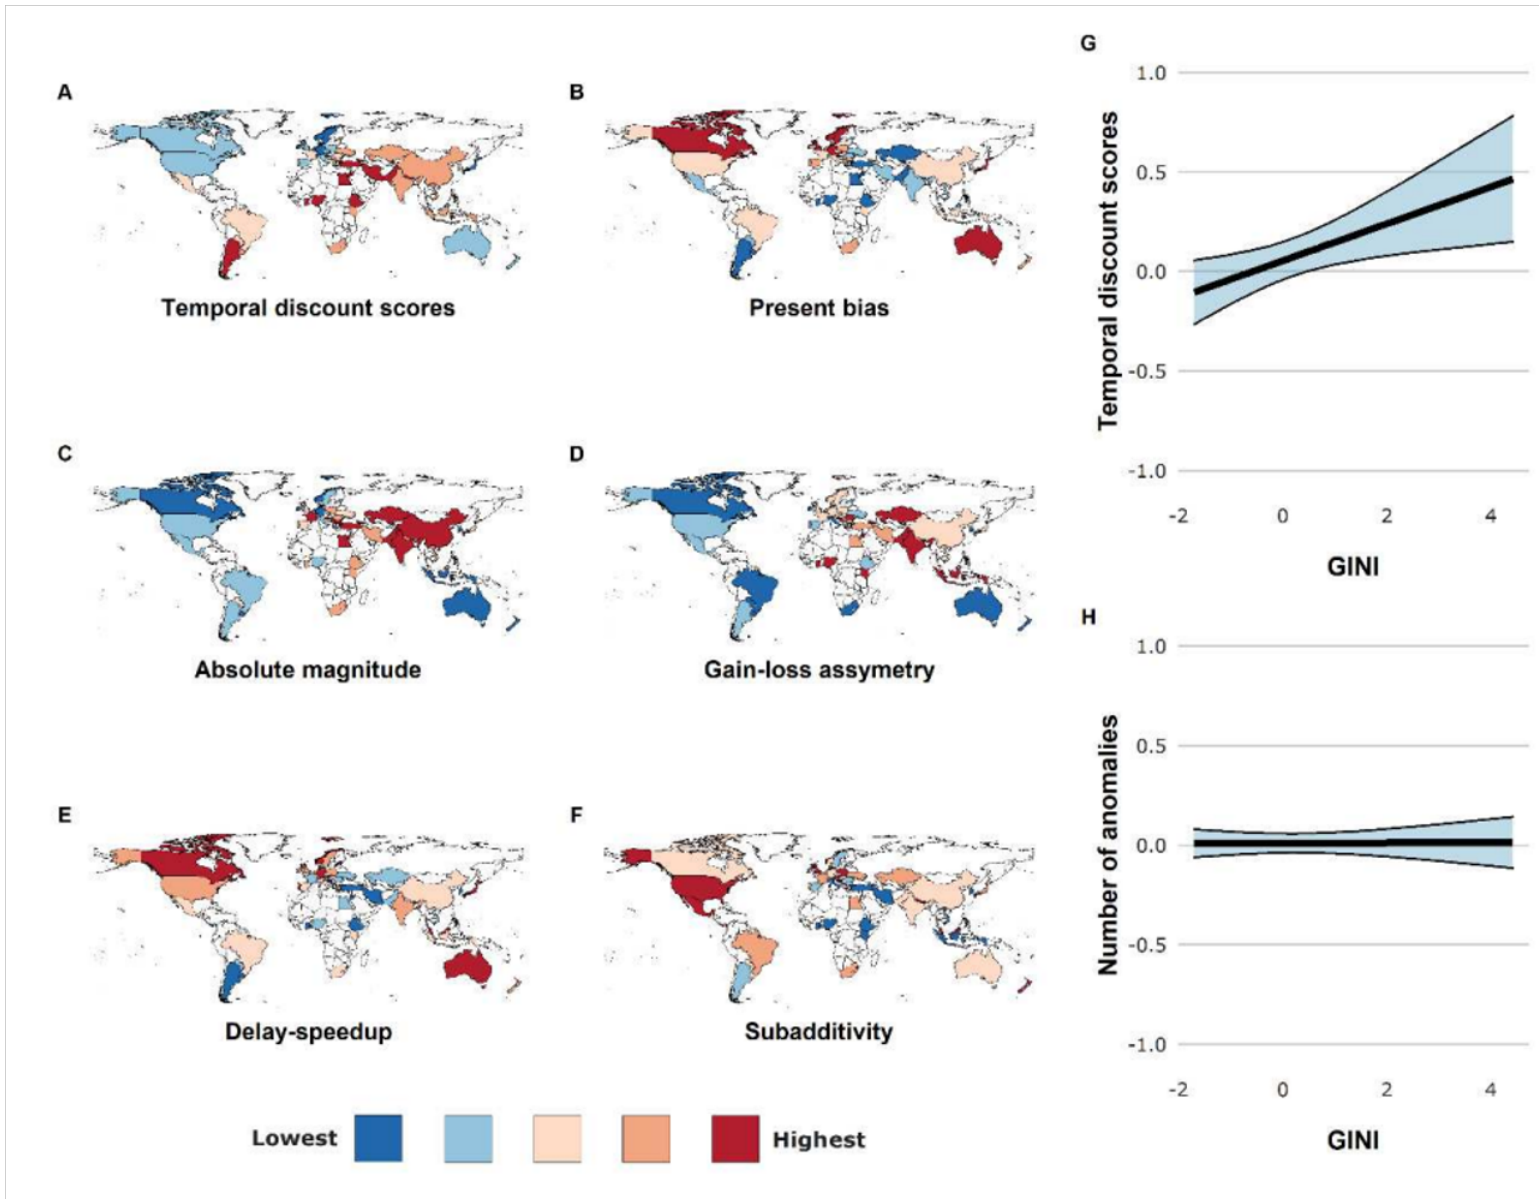 A
Temporal discount scores
B
Present bias
C
Absolute magnitude
D
Gain-loss assymetry
E
Delay-speedup
F
Subadditivity
Lowest
Highest
G
Temporal discount scores
1.0
0.5
0.0
-0.5
-1.0
-2 0 2 4
GINI
H
Number of anomalies
1.0
0.5
0.0
-0.5
-1.0
-2 0 2 4
GINI